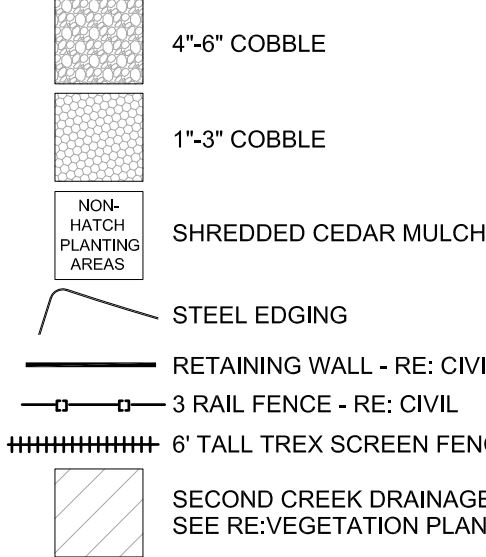 4"-6" COBBLE
1"-3" COBBLE
NON-
HATCH
PLANTING
AREAS
SHREDDED CEDAR MULCH
STEEL EDGING
RETAINING WALL - RE: CIVI
3 RAIL FENCE - RE: CIVIL
6' TALL TREX SCREEN FEN
SECOND CREEK DRAINAGE
SEE RE:VEGETATION PLAN